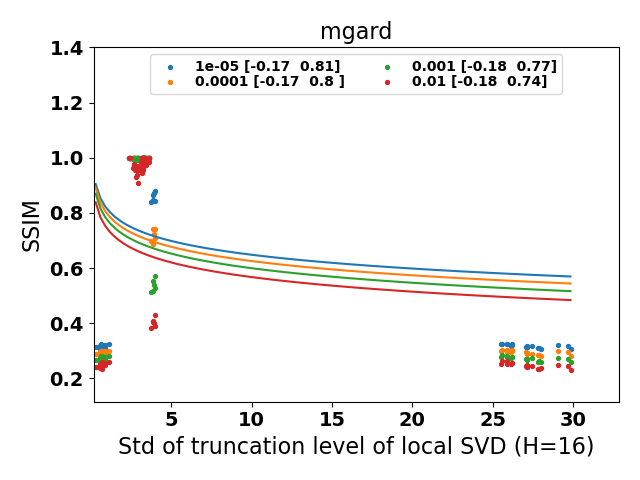 mgard
1e-05 [-0.17  0.81]
0.0001 [-0.17  0.8 ]
0.001 [-0.18  0.77]
0.01 [-0.18  0.74]
SSIM
1.4
1.2
1.0
0.8
0.6
0.4
0.2
5 10 15 20 25 30
Std of truncation level of local SVD (H=16)